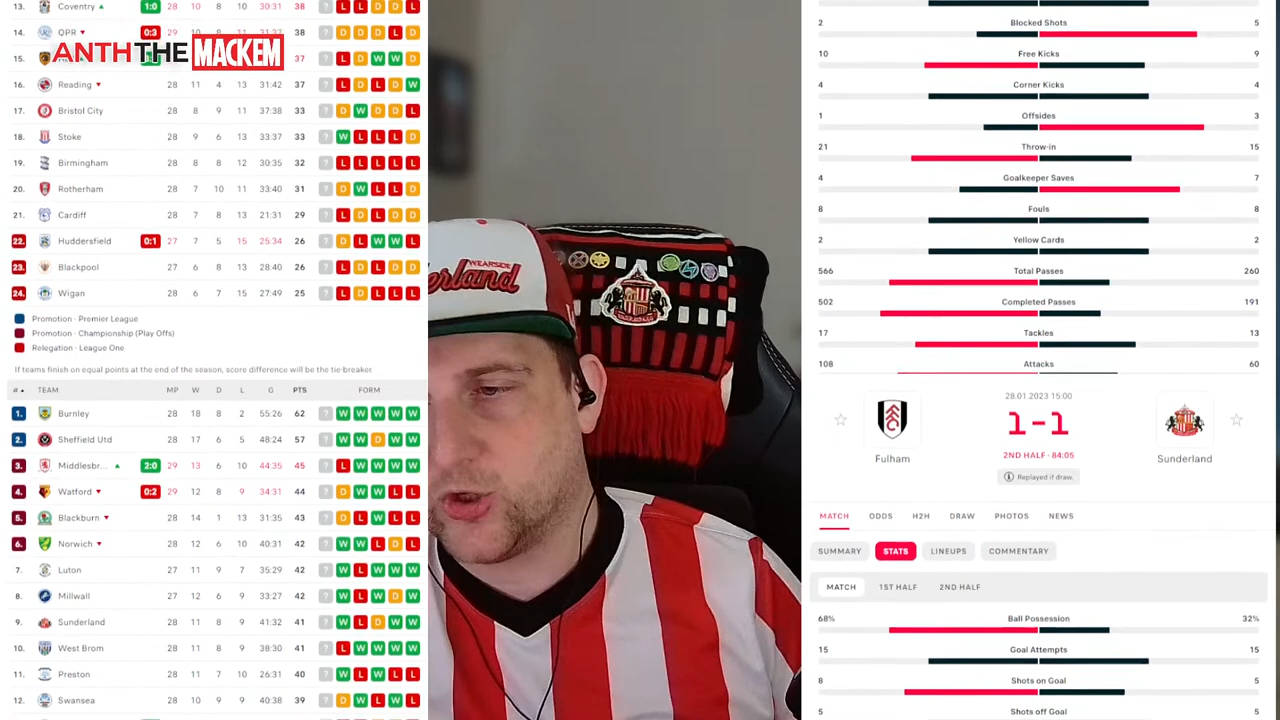 13. Coventry 1:0 28 10 8 10 30:31 38 ? L L D D L
14. QPR 0:3 29 10 8 11 31:37 38 ? D D D L D
15. 37 ? L D W W D
ANTHTHEMACKEM
16. Reading 28 11 4 13 31:42 37 ? L D L D W
17. Bristol City 28 8 9 11 37:38 33 ? D W D D L
18. Stoke 28 9 6 13 33:37 33 ? W L L L D
19. Birmingham 28 8 8 12 30:35 32 ? L L L L L
20. Rotherham 28 7 10 11 33:40 31 ? D W L L D
21. Cardiff 28 7 8 13 21:31 29 ? L D L D D
22. Huddersfield 0:1 27 7 5 15 25:34 26 ? D L W W L
23. Blackpool 27 6 8 13 28:40 26 ? L D L D D
24. Wigan 28 6 7 15 27:49 25 ? L D L L L
Promotion - Premier League
Promotion - Championship (Play Offs)
Relegation - League One
If teams finish on equal points at the end of the season, score difference will be the tie-breaker.
# TEAM MP W D L G PTS FORM
1. Burnley 28 18 8 2 55:26 62 ? W W W W W
2. Sheffield Utd 28 17 6 5 48:24 57 ? W W D W W
3. Middlesbr... 2:0 29 13 6 10 44:35 45 ? L W W W W
4. Watford 0:2 29 12 8 9 34:31 44 ? D W W L L
5. Blackburn 28 14 1 13 31:35 43 ? D L W L W
6. Norwich 28 12 6 10 40:31 42 ? W W L D L
7. Luton 27 11 9 7 35:29 42 ? W L W W W
8. Millwall 27 12 6 9 33:27 42 ? W L W D W
9. Sunderland 28 11 8 9 41:32 41 ? W L D W W
10. West Brom 28 11 8 9 38:30 41 ? L W W W W
11. Preston 28 11 7 10 26:31 40 ? W L W L L
12. Swansea 28 10 9 9 40:38 39 ? D W L W L
WEARSIDE
erland
2 Blocked Shots 5
10 Free Kicks 9
4 Corner Kicks 4
1 Offsides 3
21 Throw-in 15
4 Goalkeeper Saves 7
8 Fouls 8
2 Yellow Cards 2
566 Total Passes 260
502 Completed Passes 191
17 Tackles 13
108 Attacks 60
28.01.2023 15:00
1-1
2ND HALF - 84:05
Fulham Sunderland
Replayed if draw.
MATCH ODDS H2H DRAW PHOTOS NEWS
SUMMARY STATS LINEUPS COMMENTARY
MATCH 1ST HALF 2ND HALF
68% Ball Possession 32%
15 Goal Attempts 15
8 Shots on Goal 5
5 Shots off Goal 5